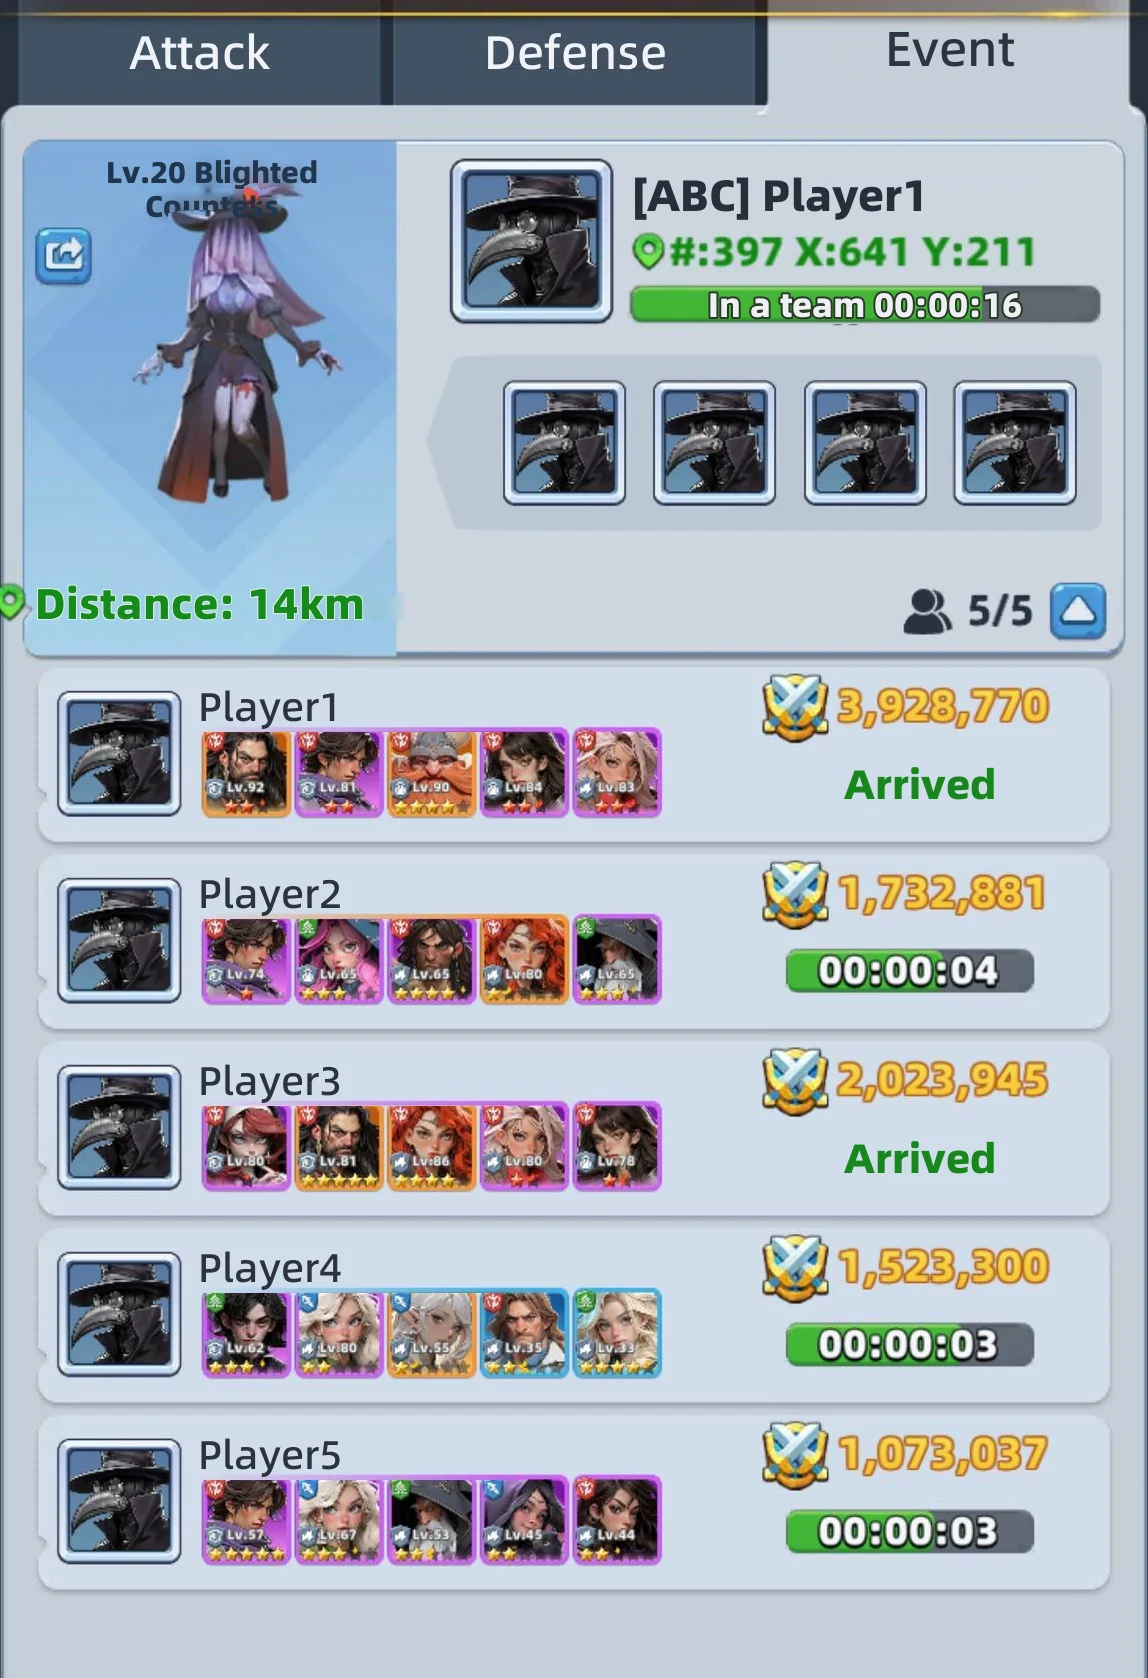 Attack
Defense
Event
Lv.20 Blighted
Countess
[ABC] Player1
#:397 X:641 Y:211
In a team 00:00:16
Distance: 14km
5/5
Player1
3,928,770
Lv.92
Lv.81
Lv.90
Lv.84
Lv.83
Arrived
Player2
1,732,881
Lv.74
Lv.65
Lv.65
Lv.80
Lv.65
00:00:04
Player3
2,023,945
Lv.80
Lv.81
Lv.86
Lv.80
Lv.78
Arrived
Player4
1,523,300
Lv.62
Lv.80
Lv.55
Lv.35
Lv.33
00:00:03
Player5
1,073,037
Lv.57
Lv.67
Lv.53
Lv.45
Lv.44
00:00:03